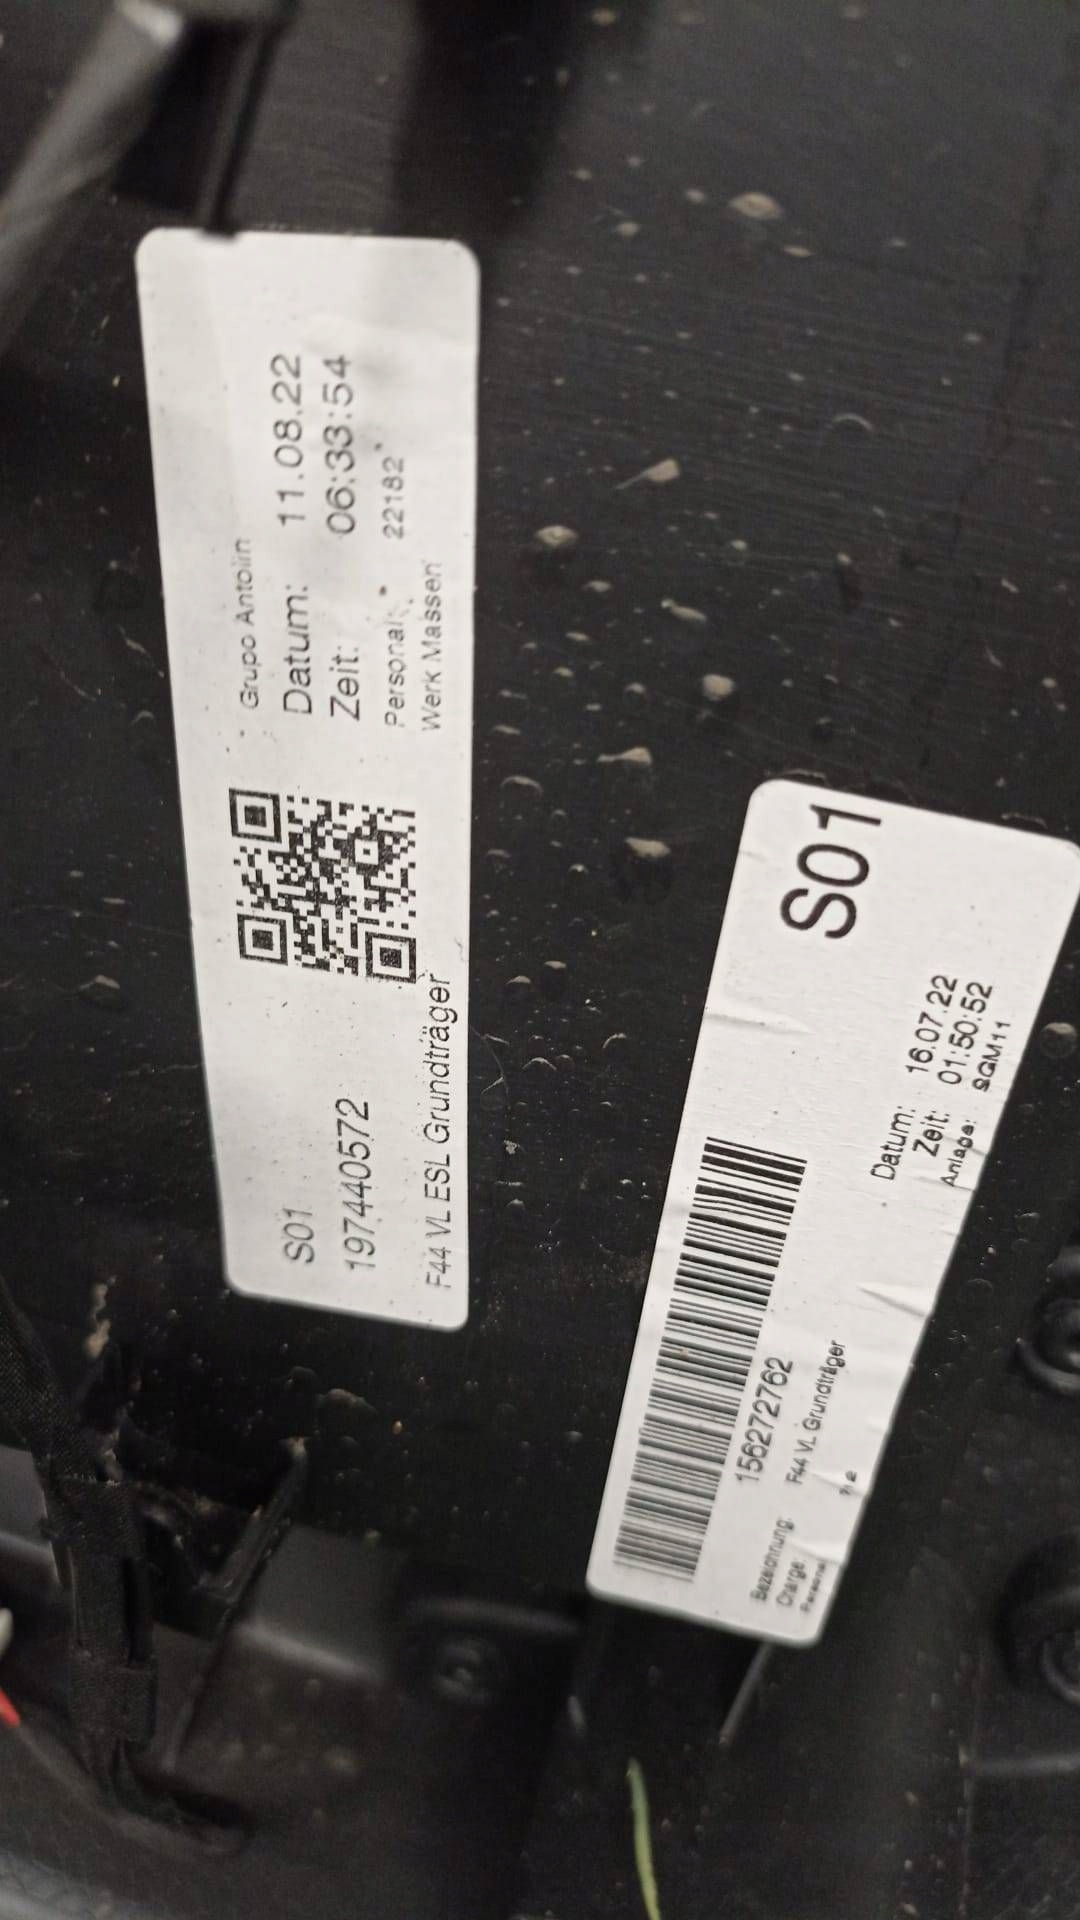 S01
197440572
F44 VL ESL Grundträger
Grupo Antolin
Datum: 11.08.22
Zeit: 06:33:54
Personal: 22182
Werk Massen
S01
156272762
Bezeichnung: F44 VL Grundträger
Charge:
Personal
Datum: 16.07.22
Zeit: 01:50:52
Anlage: SGM11